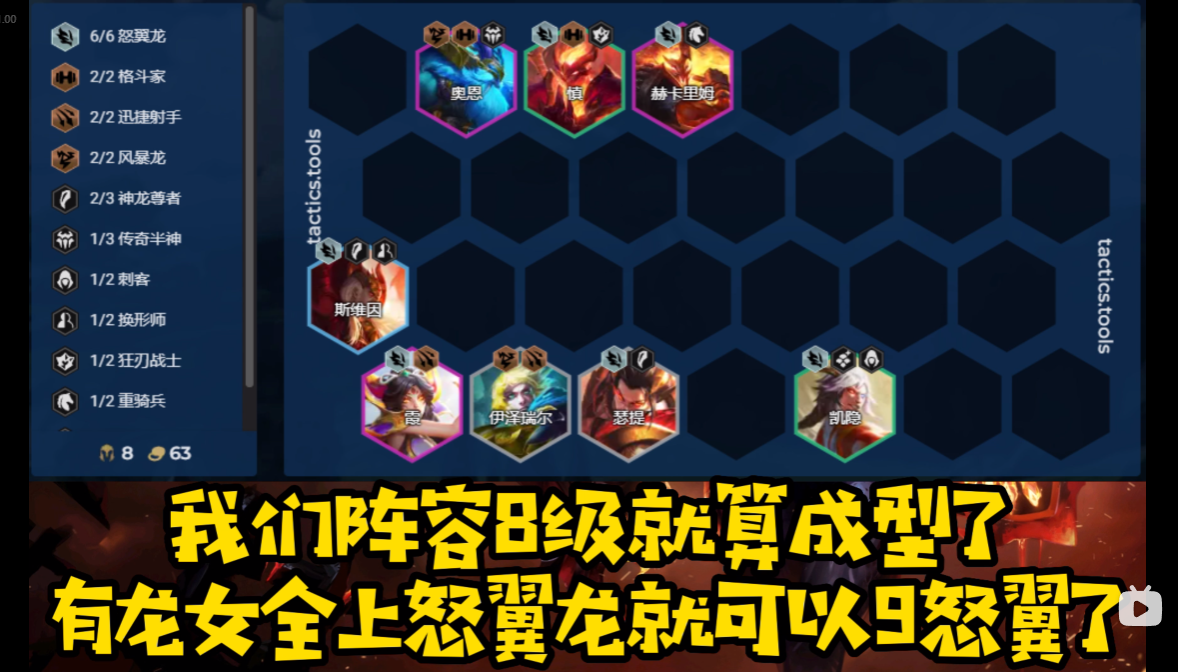 1.00
6/6 怒翼龙
2/2 格斗家
2/2 迅捷射手
2/2 风暴龙
2/3 神龙尊者
1/3 传奇半神
1/2 刺客
1/2 换形师
1/2 狂刃战士
1/2 重骑兵
8 63
奥恩
慎
赫卡里姆
tactics.tools
斯维因
tactics.tools
霞
伊泽瑞尔
瑟提
凯隐
我们阵容8级就算成型了
有龙女全上怒翼龙就可以9怒翼了